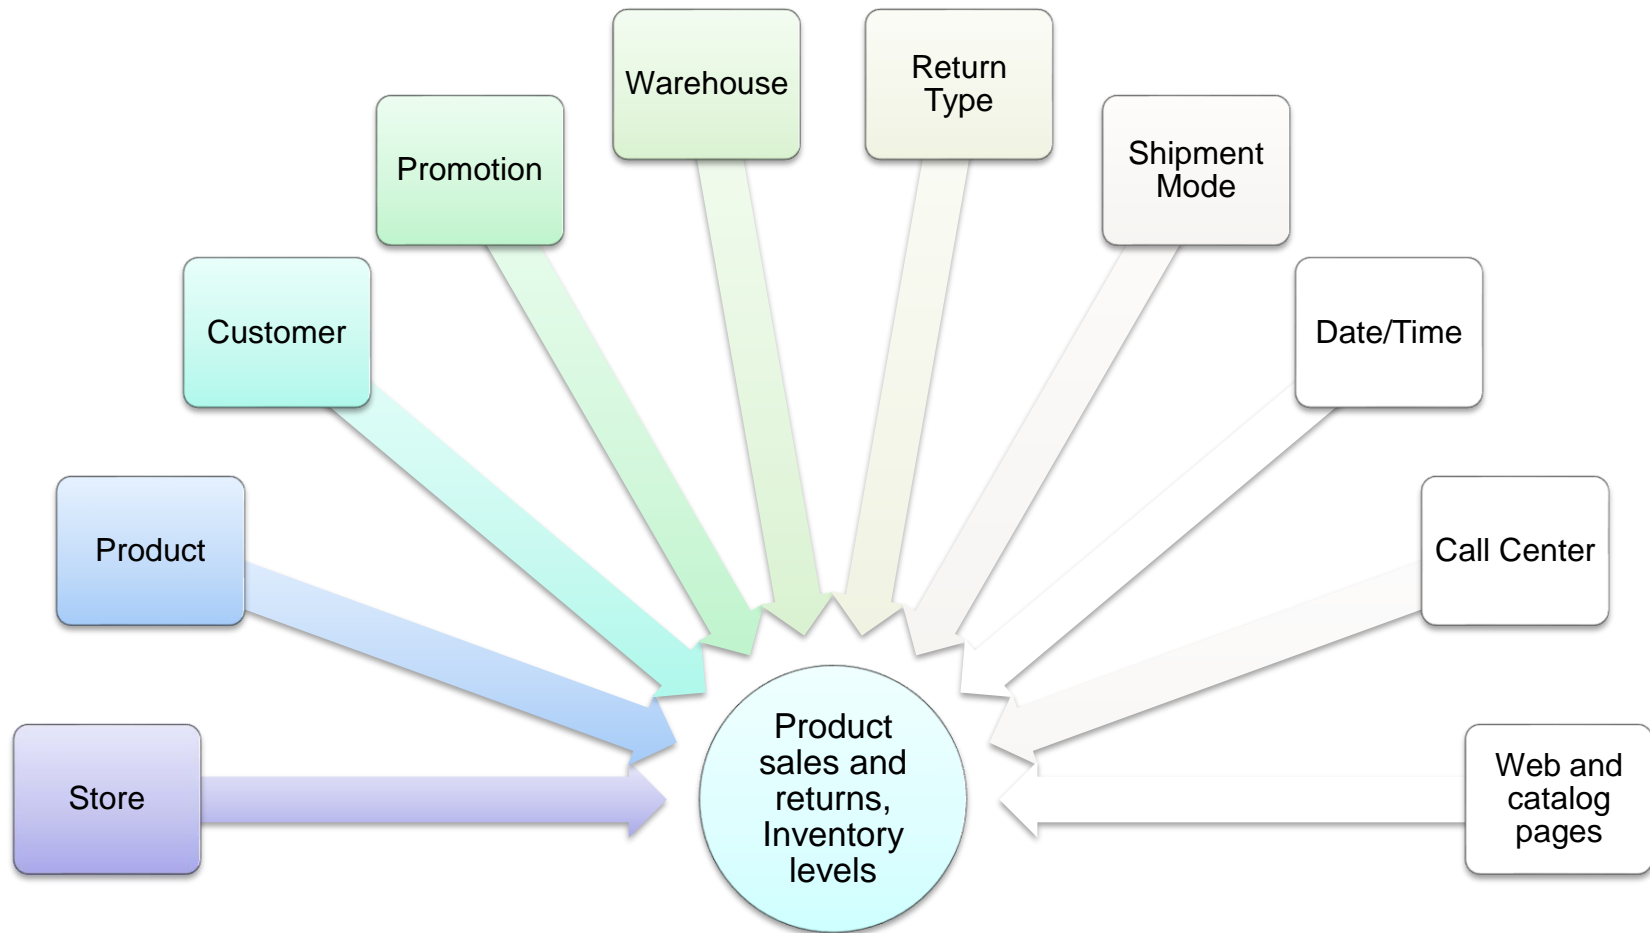 Warehouse
Return
Type
Promotion
Shipment
Mode
Customer
Date/Time
Product
Call Center
Store
Product
sales and
returns,
Inventory
levels
Web and
catalog
pages